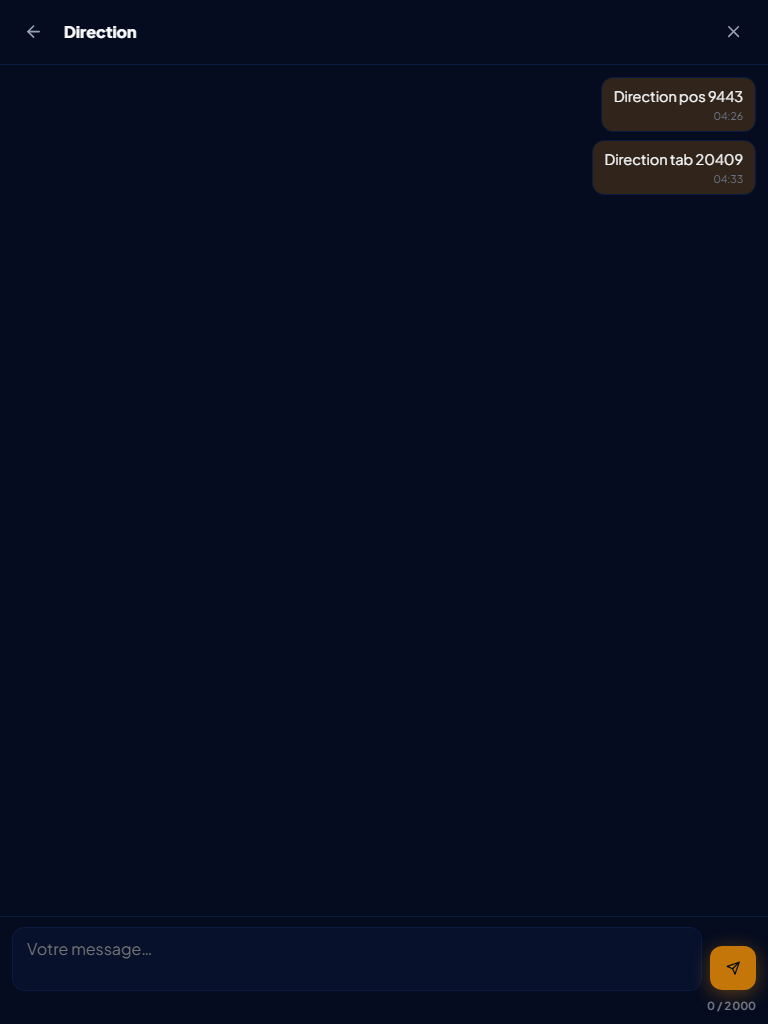 Direction
Direction pos 9443
04:26
Direction tab 20409
04:33
Votre message...
0 / 2000